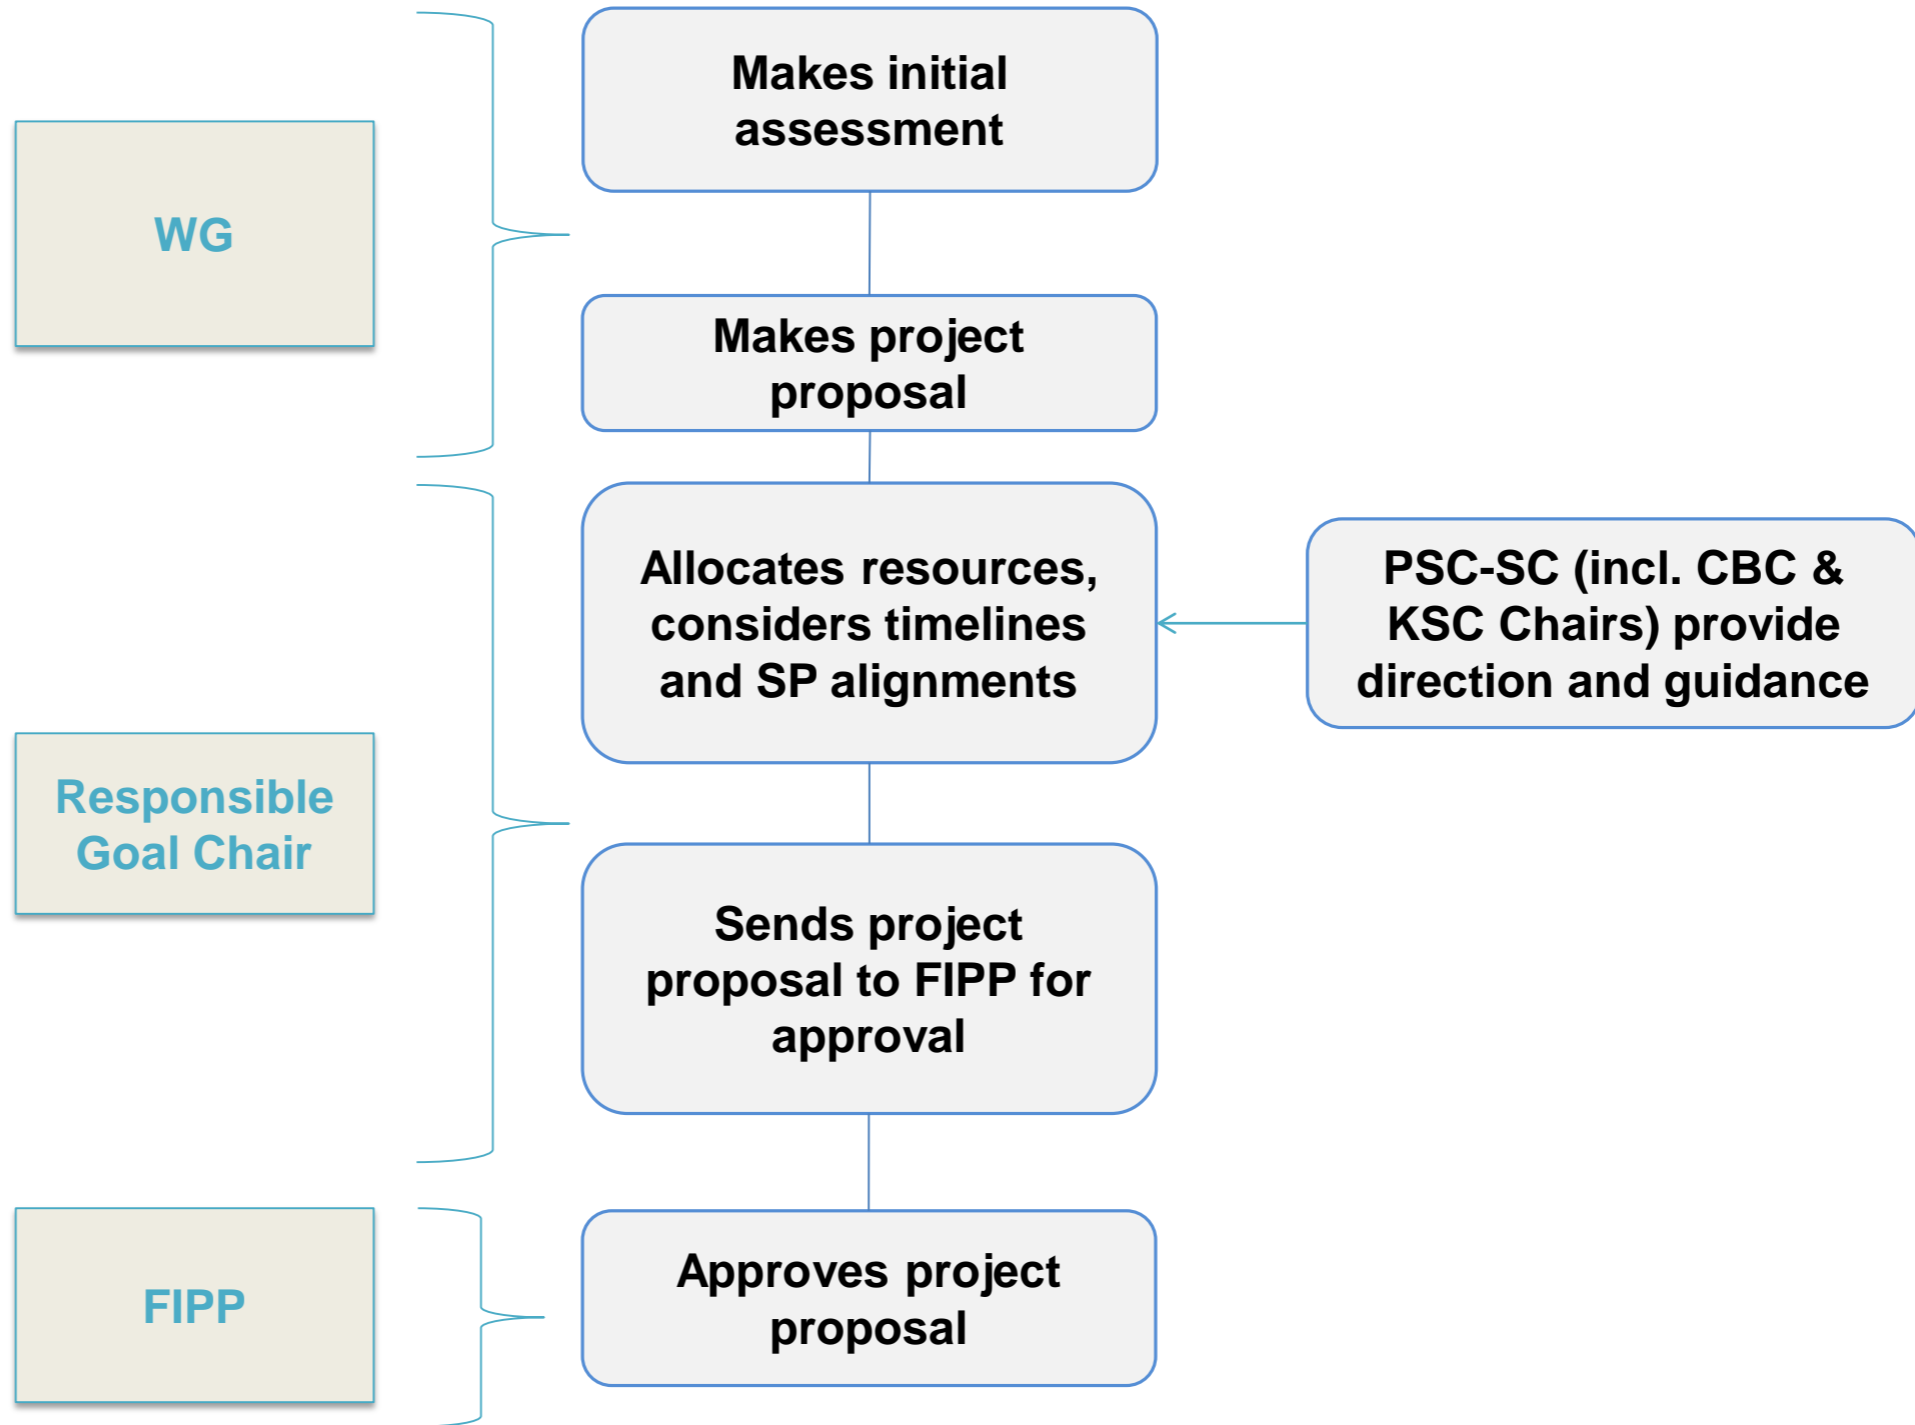 Makes initial
assessment
WG
Makes project
proposal
Allocates resources,
considers timelines
and SP alignments
PSC-SC (incl. CBC &
KSC Chairs) provide
direction and guidance
Responsible
Goal Chair
Sends project
proposal to FIPP for
approval
FIPP
Approves project
proposal